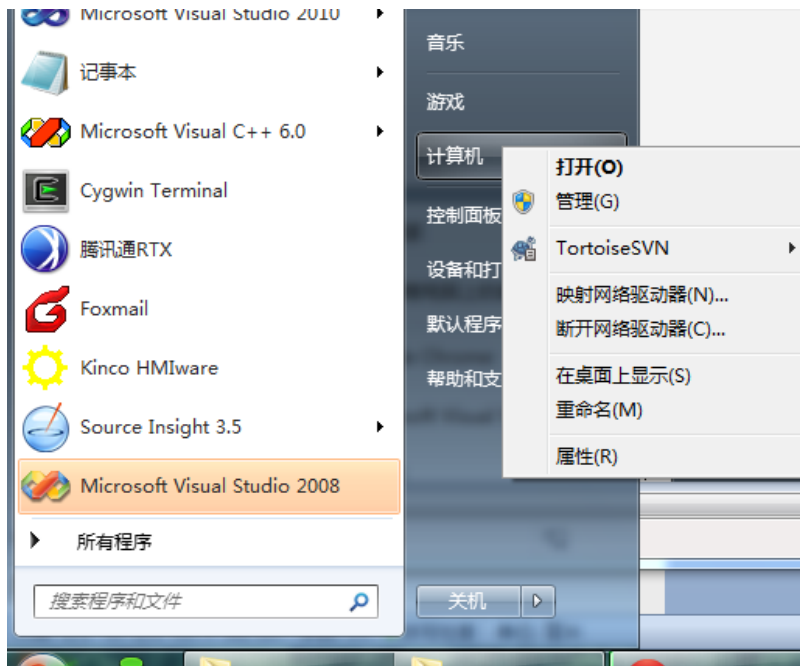 Microsoft Visual Studio 2010
记事本
Microsoft Visual C++ 6.0
Cygwin Terminal
腾讯通RTX
Foxmail
Kinco HMIware
Source Insight 3.5
Microsoft Visual Studio 2008
所有程序
搜索程序和文件
音乐
游戏
计算机
控制面板
设备和打
默认程序
帮助和支
关机
打开(O)
管理(G)
TortoiseSVN
映射网络驱动器(N)...
断开网络驱动器(C)...
在桌面上显示(S)
重命名(M)
属性(R)